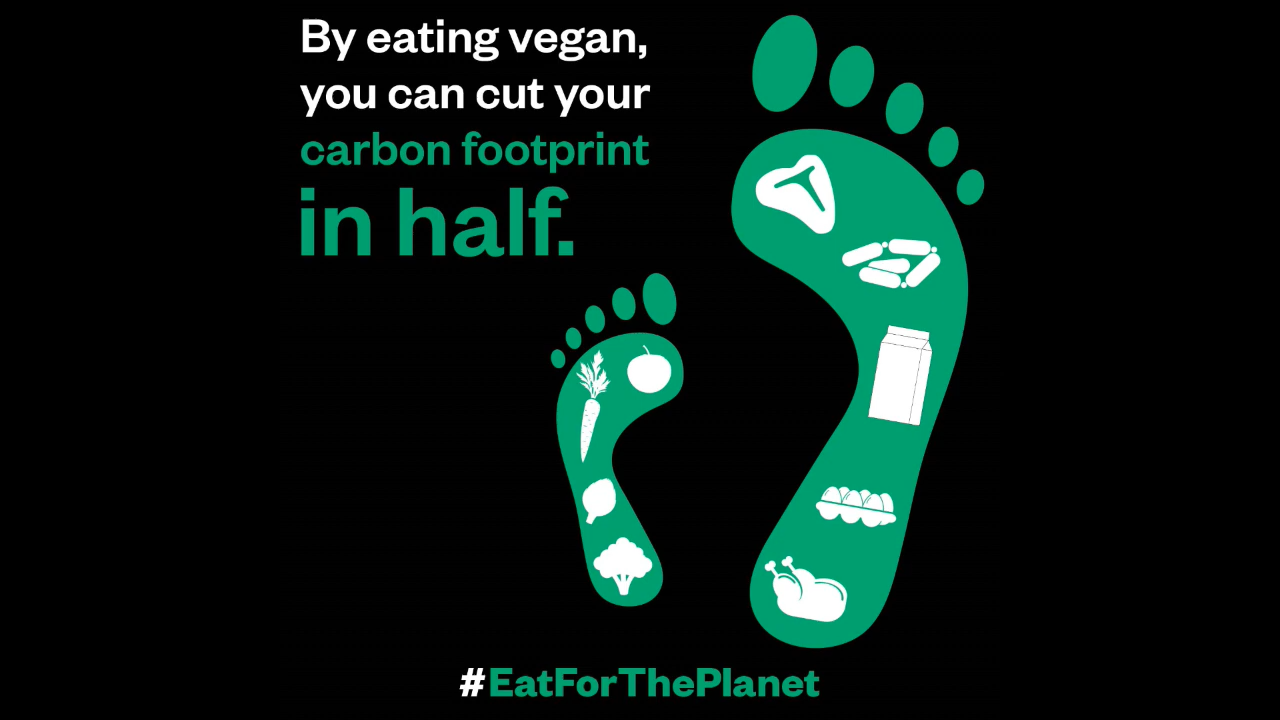 By eating vegan,
you can cut your
carbon footprint
in half.
#EatForThePlanet